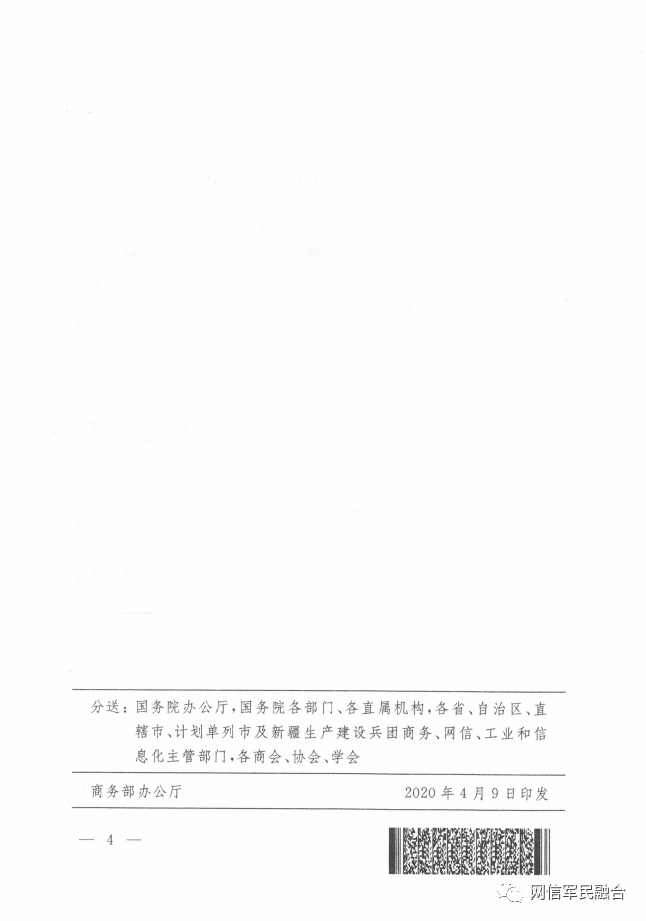 分送：国务院办公厅，国务院各部门、各直属机构，各省、自治区、直
辖市、计划单列市及新疆生产建设兵团商务、网信、工业和信
息化主管部门，各商会、协会、学会
商务部办公厅 2020年4月9日印发
— 4 —
网信军民融合